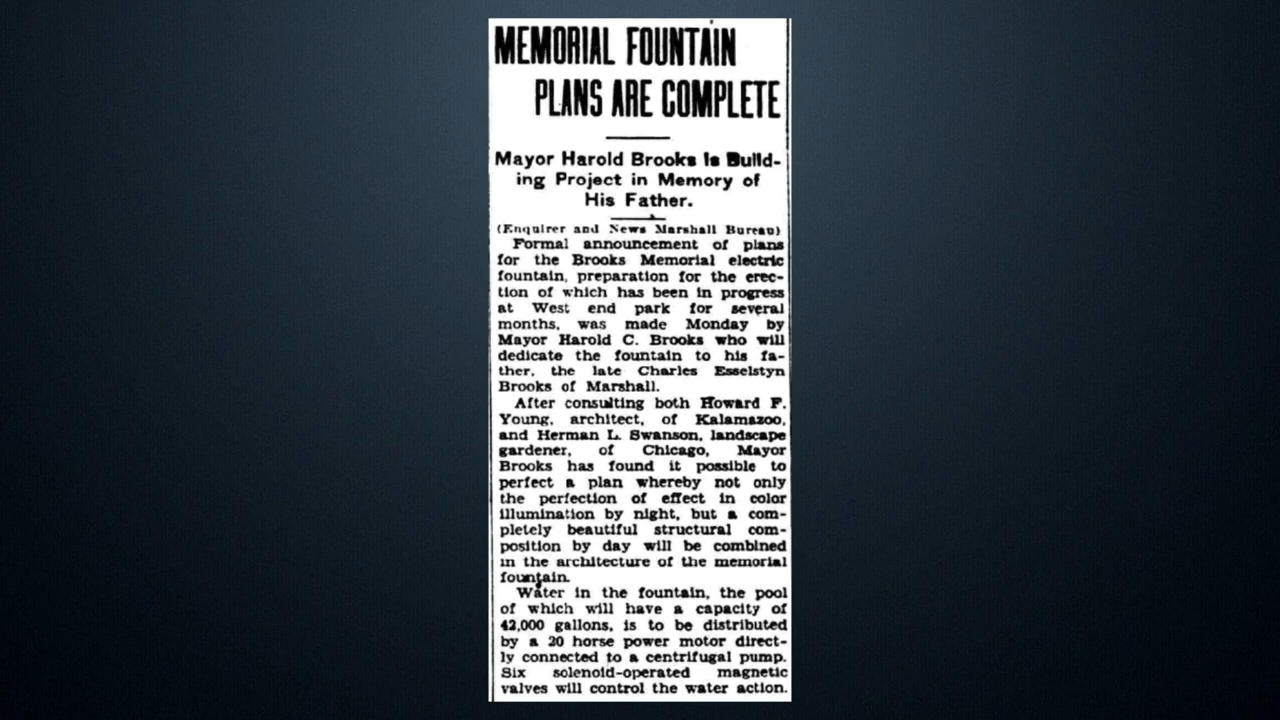 MEMORIAL FOUNTAIN
PLANS ARE COMPLETE
Mayor Harold Brooks Is Build-
ing Project in Memory of
His Father.
(Enquirer and News Marshall Bureau)
Formal announcement of plans
for the Brooks Memorial electric
fountain, preparation for the erec-
tion of which has been in progress
at West end park for several
months, was made Monday by
Mayor Harold C. Brooks who will
dedicate the fountain to his fa-
ther, the late Charles Esselstyn
Brooks of Marshall.
After consulting both Howard F.
Young, architect, of Kalamazoo,
and Herman L. Swanson, landscape
gardener, of Chicago, Mayor
Brooks has found it possible to
perfect a plan whereby not only
the perfection of effect in color
illumination by night, but a com-
pletely beautiful structural com-
position by day will be combined
in the architecture of the memorial
fountain.
Water in the fountain, the pool
of which will have a capacity of
42,000 gallons, is to be distributed
by a 20 horse power motor direct-
ly connected to a centrifugal pump.
Six solenoid-operated magnetic
valves will control the water action.